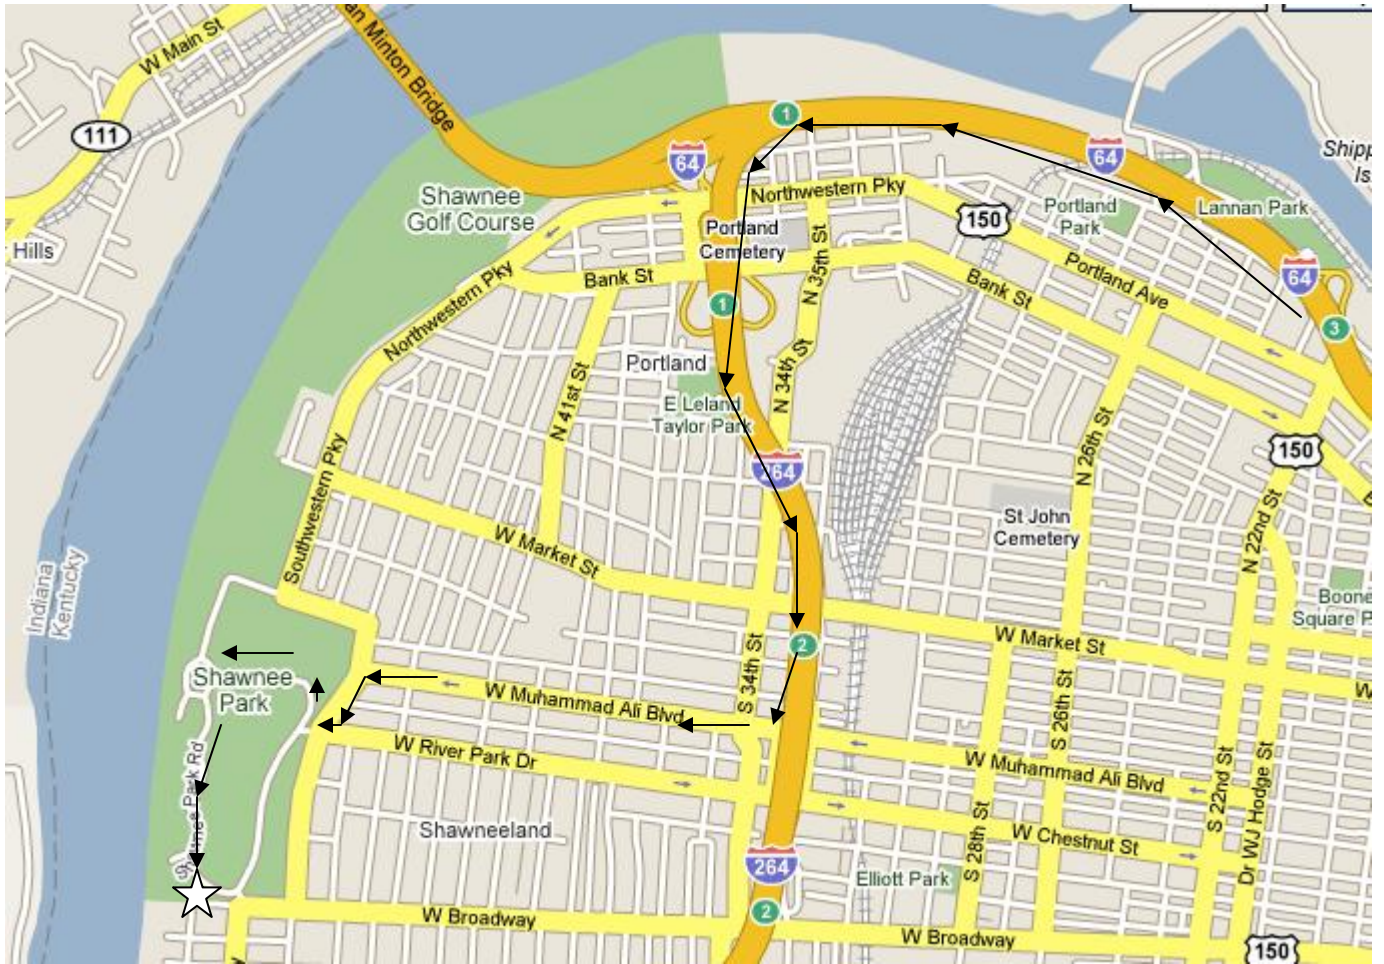 W Main St
an Minton Bridge
111
1
64
64
Shipp
Is
Shawnee
Golf Course
Northwestern Pky
150
Portland
Park
Lannan Park
r Hills
Portland
Cemetery
N 35th St
64
Bank St
Portland Ave
Northwestern Pky
Bank St
1
3
Portland
N 34th St
N 41st St
E Leland
Taylor Park
N 26th St
150
264
Southwestern Pky
St John
Cemetery
N 22nd St
W Market St
Indiana
Kentucky
Boone
Square P
2
W Market St
Shawnee
Park
S 34th St
W Muhammad Ali Blvd
S 26th St
W
W River Park Dr
W Muhammad Ali Blvd
S 22nd St
Dr WJ Hodge St
Shawnee Park Rd
Shawneeland
S 28th St
W Chestnut St
264
Elliott Park
2
W Broadway
W Broadway
150